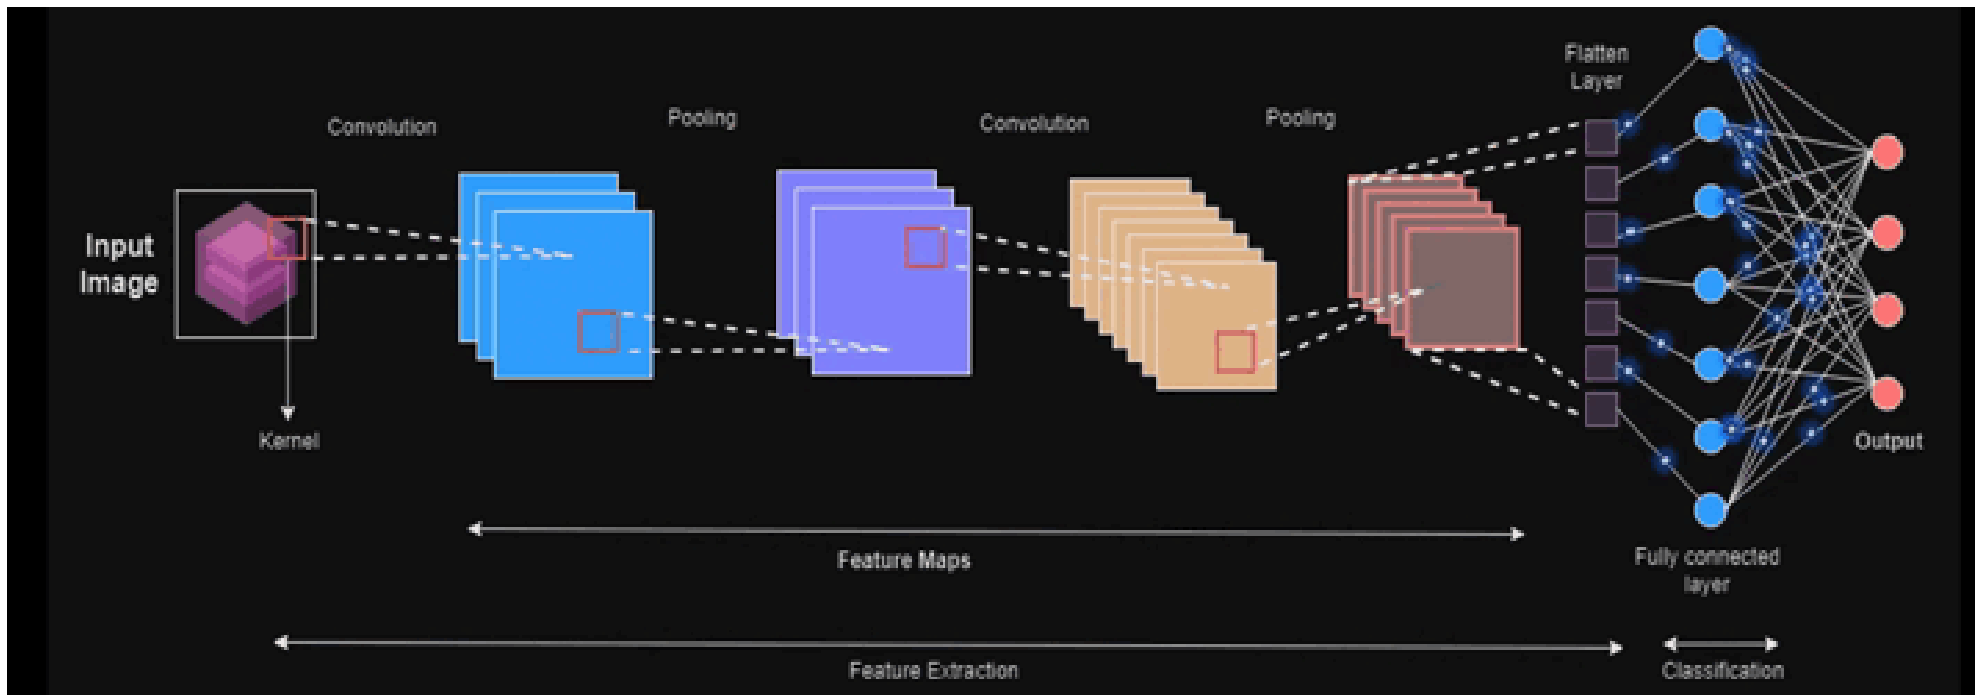 Flatten
Layer
Convolution
Pooling
Convolution
Pooling
Input
Image
Kernel
Output
Feature Maps
Fully connected
layer
Feature Extraction
Classification